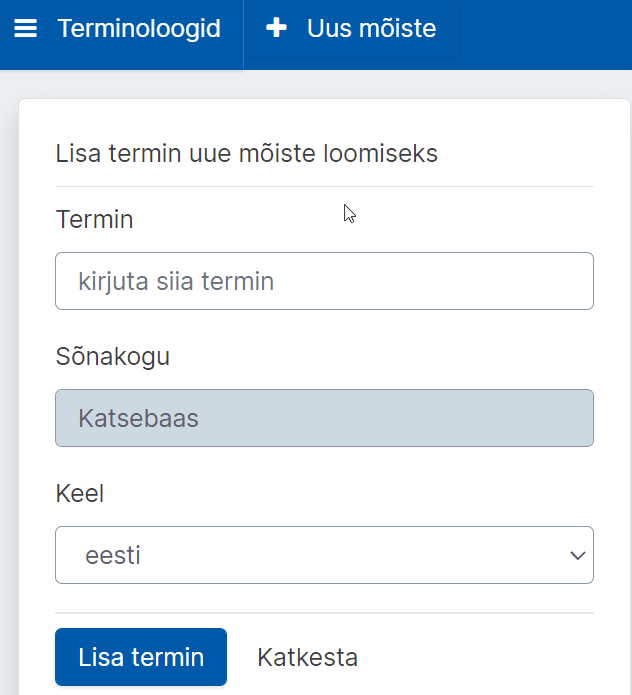 Terminoloogid
Uus mõiste
Lisa termin uue mõiste loomiseks
Termin
kirjuta siia termin
Sõnakogu
Katsebaas
Keel
eesti
Lisa termin
Katkesta